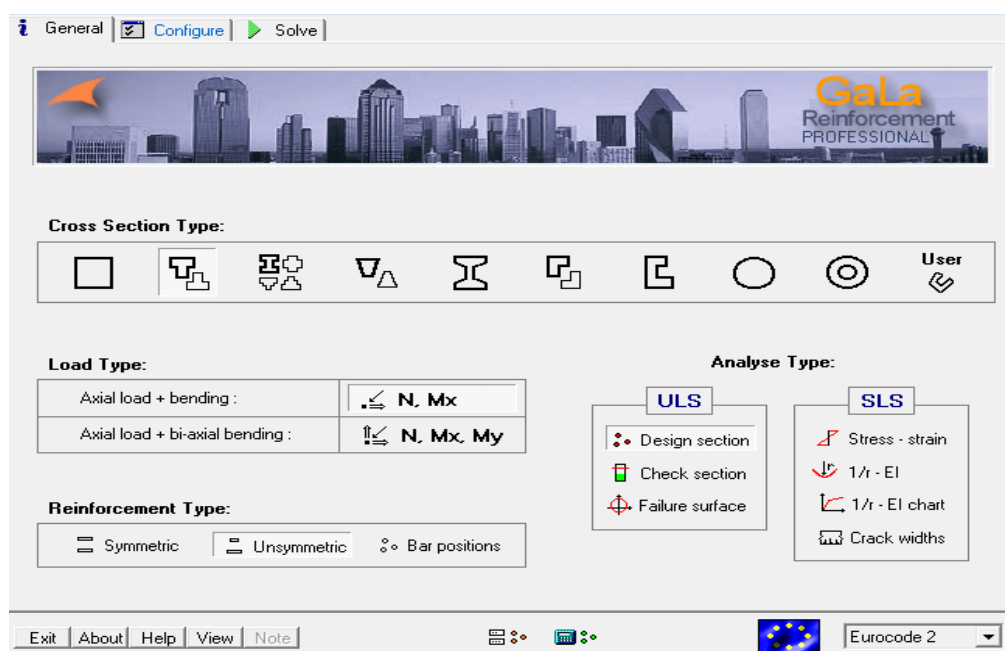 General Configure Solve
GaLa
Reinforcement
PROFESSIONAL
Cross Section Type:
User
Load Type:
Axial load + bending : N, Mx
Axial load + bi-axial bending : N, Mx, My
Reinforcement Type:
Symmetric Unsymmetric Bar positions
Analyse Type:
ULS
Design section
Check section
Failure surface
SLS
Stress - strain
1/r - EI
1/r - EI chart
Crack widths
Exit About Help View Note Eurocode 2